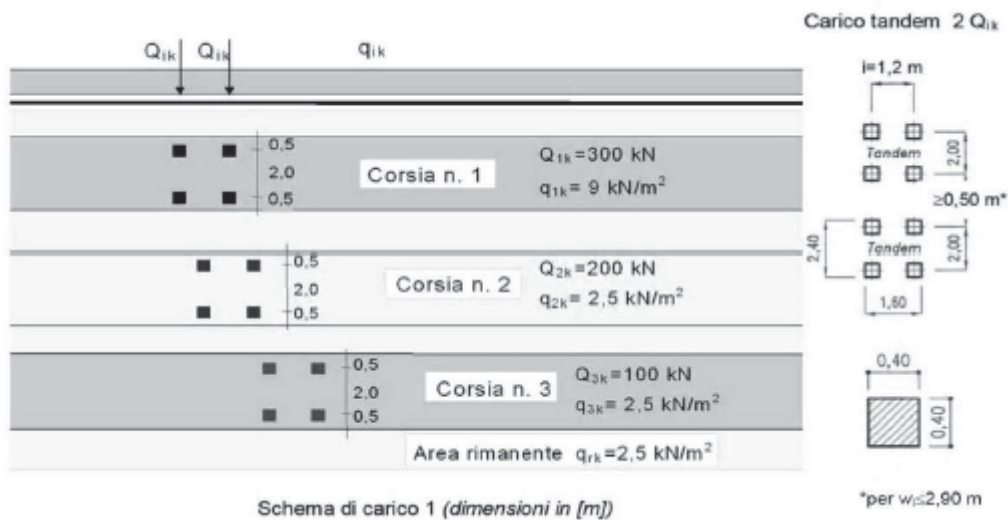 Carico tandem 2 Qik
Qik Qik qik
i=1,2 m
0,5
2,0
0,5
Corsia n. 1
Q1k=300 kN
q1k= 9 kN/m²
Tandem
2,00
≥0,50 m*
0,5
2,0
0,5
Corsia n. 2
Q2k=200 kN
q2k= 2,5 kN/m²
2,40
Tandem
2,00
1,60
0,5
2,0
0,5
Corsia n. 3
Q3k=100 kN
q3k= 2,5 kN/m²
0,40
0,40
Area rimanente qrk=2,5 kN/m²
Schema di carico 1 (dimensioni in [m])
*per wl≤2,90 m